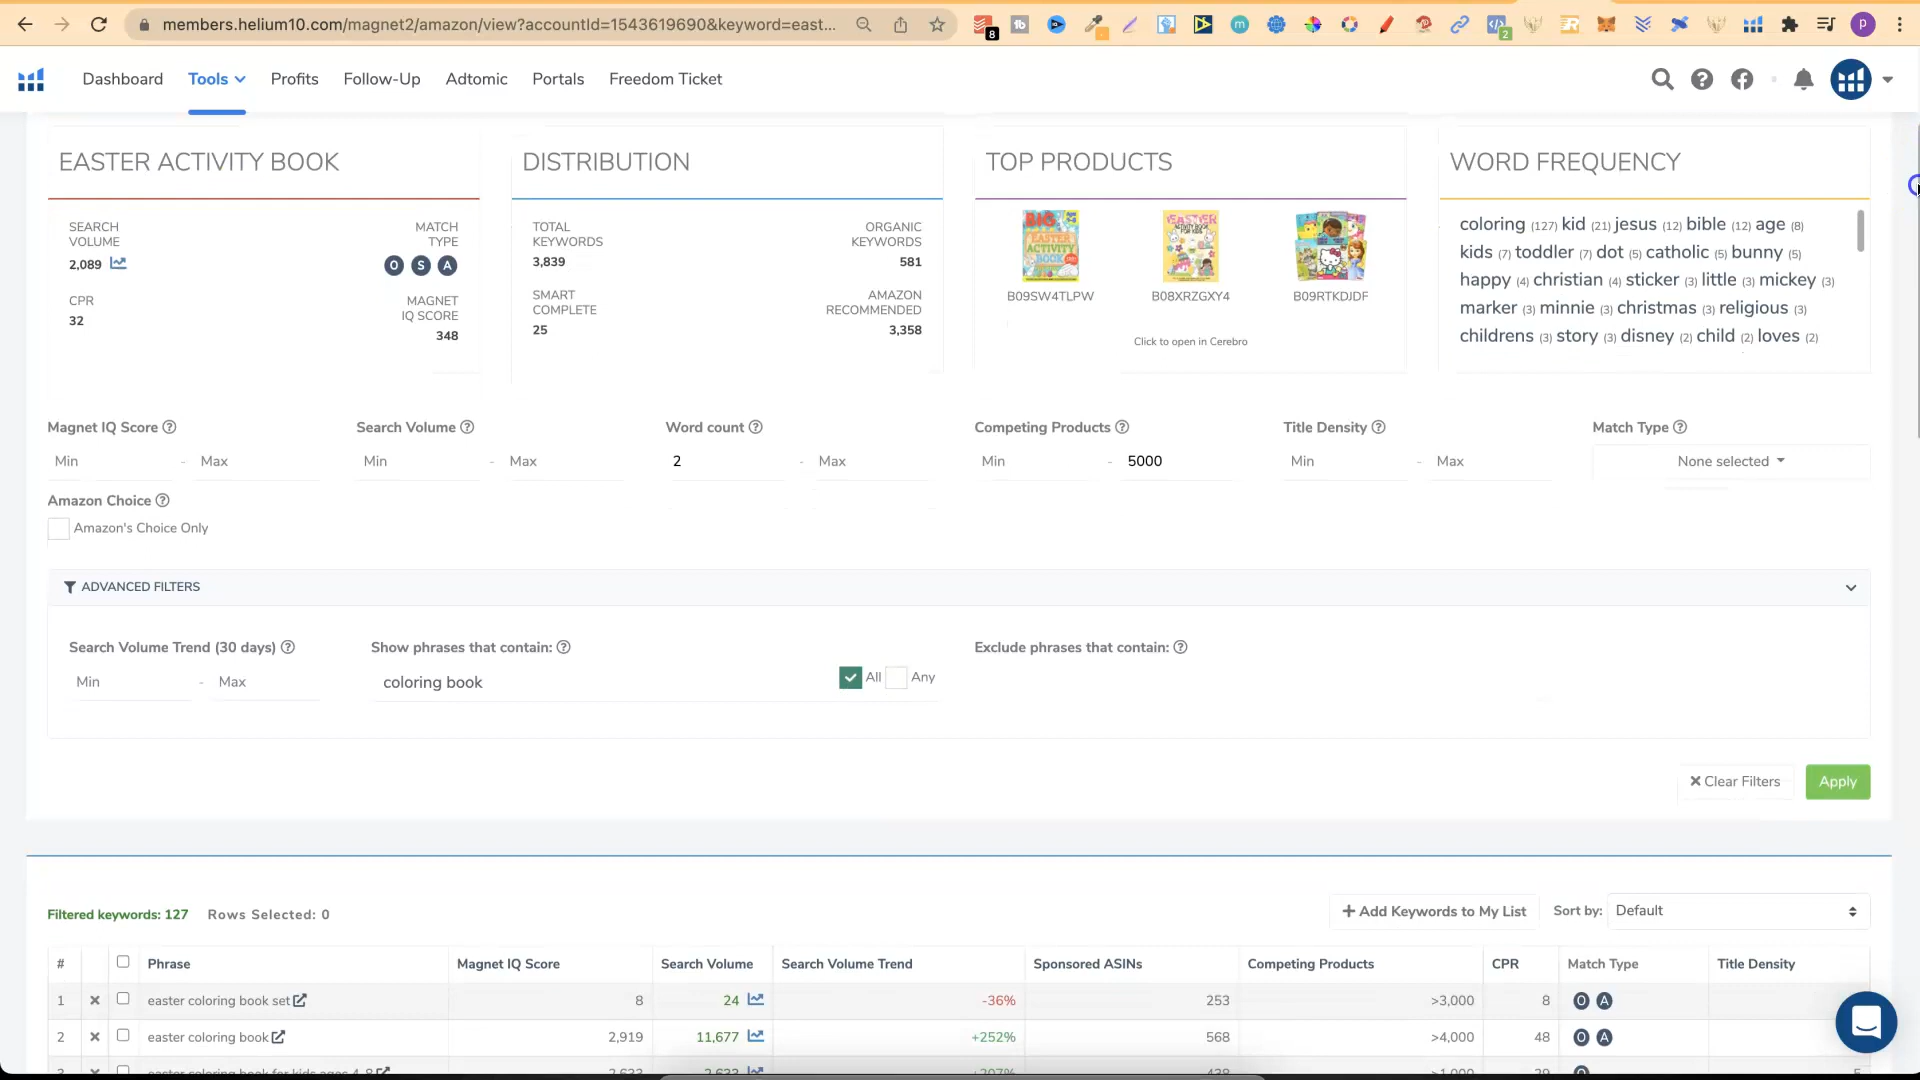 members.helium10.com/magnet2/amazon/view?accountId=1543619690&keyword=east...
8
2
P
Dashboard
Tools
Profits
Follow-Up
Adtomic
Portals
Freedom Ticket
EASTER ACTIVITY BOOK
SEARCH VOLUME
2,089
MATCH TYPE
O S A
CPR
32
MAGNET IQ SCORE
348
DISTRIBUTION
TOTAL KEYWORDS
3,839
ORGANIC KEYWORDS
581
SMART COMPLETE
25
AMAZON RECOMMENDED
3,358
TOP PRODUCTS
BIG EASTER ACTIVITY BOOK
EASTER
B09SW4TLPW
B08XRZGXY4
B09RTKDJDF
Click to open in Cerebro
WORD FREQUENCY
coloring (127) kid (21) jesus (12) bible (12) age (8)
kids (7) toddler (7) dot (5) catholic (5) bunny (5)
happy (4) christian (4) sticker (3) little (3) mickey (3)
marker (3) minnie (3) christmas (3) religious (3)
childrens (3) story (3) disney (2) child (2) loves (2)
Magnet IQ Score
Min - Max
Search Volume
Min - Max
Word count
2 - Max
Competing Products
Min - 5000
Title Density
Min - Max
Match Type
None selected
Amazon Choice
Amazon's Choice Only
ADVANCED FILTERS
Search Volume Trend (30 days)
Min - Max
Show phrases that contain:
coloring book
All Any
Exclude phrases that contain:
Clear Filters
Apply
Filtered keywords: 127 Rows Selected: 0
+ Add Keywords to My List
Sort by: Default
# Phrase Magnet IQ Score Search Volume Search Volume Trend Sponsored ASINs Competing Products CPR Match Type Title Density
1 easter coloring book set 8 24 -36% 253 >3,000 8 O A
2 easter coloring book 2,919 11,677 +252% 568 >4,000 48 O A
3 easter coloring book for kids ages 4-8 2,633 2,633 +207% 438 >1,000 29 O 5